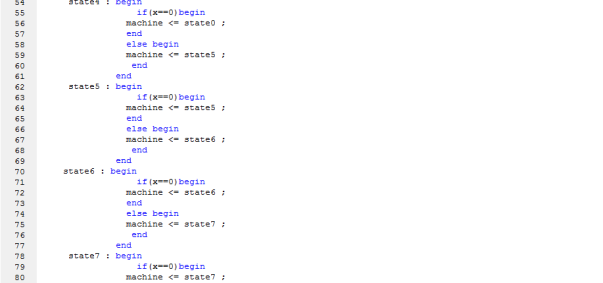 54 state4 : begin
55 if(x==0)begin
56 machine <= state0 ;
57 end
58 else begin
59 machine <= state5 ;
60 end
61 end
62 state5 : begin
63 if(x==0)begin
64 machine <= state5 ;
65 end
66 else begin
67 machine <= state6 ;
68 end
69 end
70 state6 : begin
71 if(x==0)begin
72 machine <= state6 ;
73 end
74 else begin
75 machine <= state7 ;
76 end
77 end
78 state7 : begin
79 if(x==0)begin
80 machine <= state7 ;